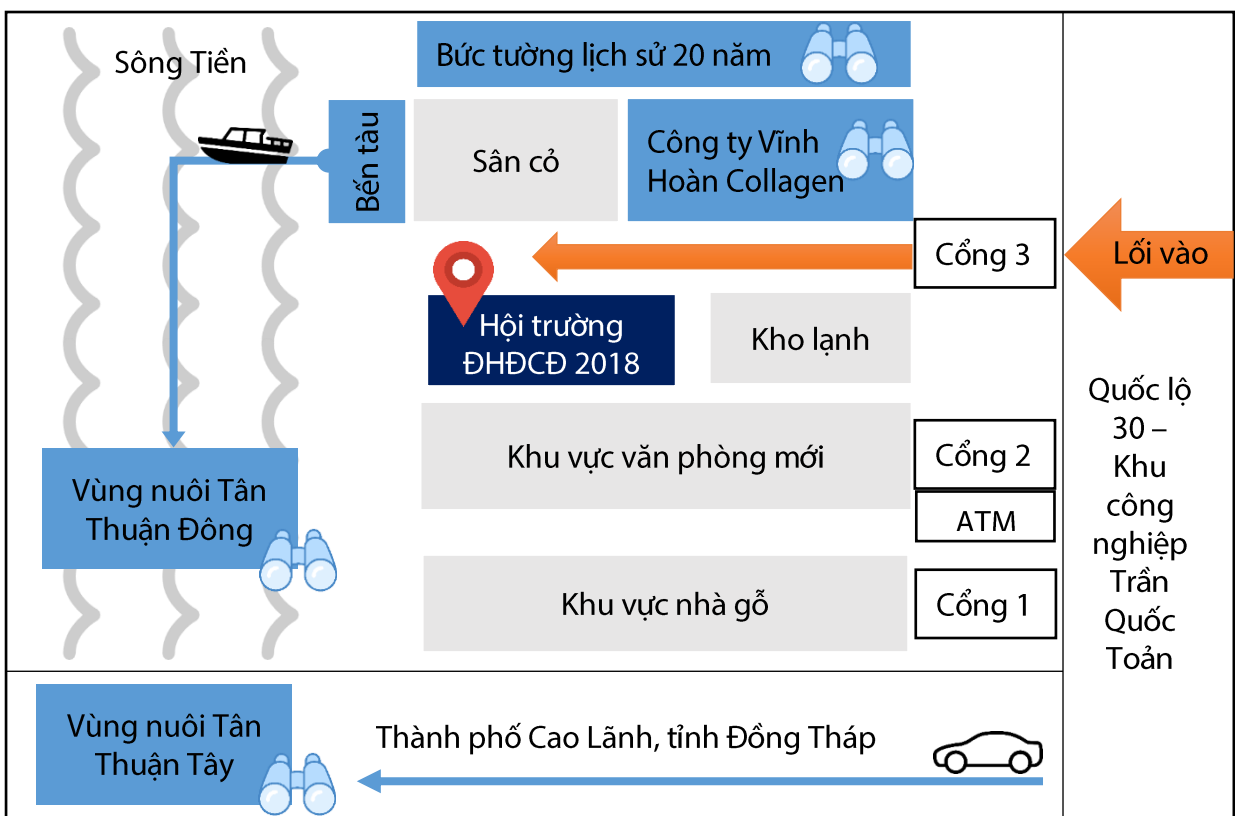 Sông Tiền
Bức tường lịch sử 20 năm
Bến tàu
Sân cỏ
Công ty Vĩnh
Hoàn Collagen
Cổng 3
Lối vào
Hội trường
ĐHĐCĐ 2018
Kho lạnh
Quốc lộ
30 –
Khu
công
nghiệp
Trần
Quốc
Toản
Khu vực văn phòng mới
Cổng 2
ATM
Vùng nuôi Tân
Thuận Đông
Khu vực nhà gỗ
Cổng 1
Vùng nuôi Tân
Thuận Tây
Thành phố Cao Lãnh, tỉnh Đồng Tháp